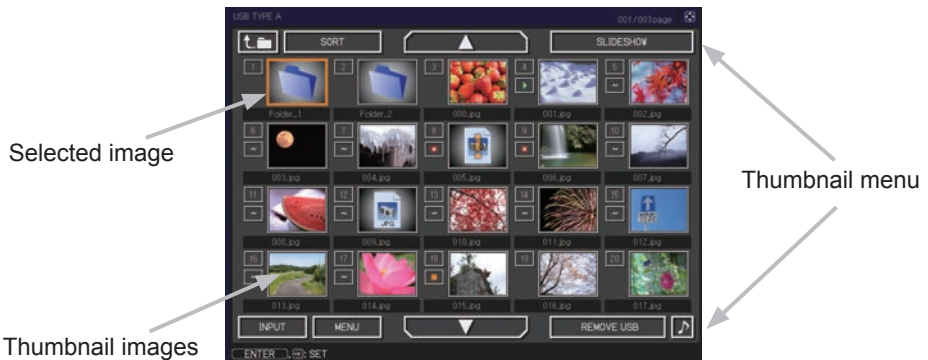 USB TYPE A
001/003page
SORT
SLIDESHOW
1
2
3
4
5
Folder_1
Folder_2
000.jpg
001.jpg
002.jpg
Selected image
6
7
8
9
10
003.jpg
004.jpg
005.jpg
006.jpg
007.jpg
Thumbnail menu
11
12
13
14
15
JPG
008.jpg
009.jpg
010.jpg
011.jpg
012.jpg
16
17
18
19
20
013.jpg
014.jpg
015.jpg
016.jpg
017.jpg
INPUT
MENU
REMOVE USB
Thumbnail images
ENTER , : SET